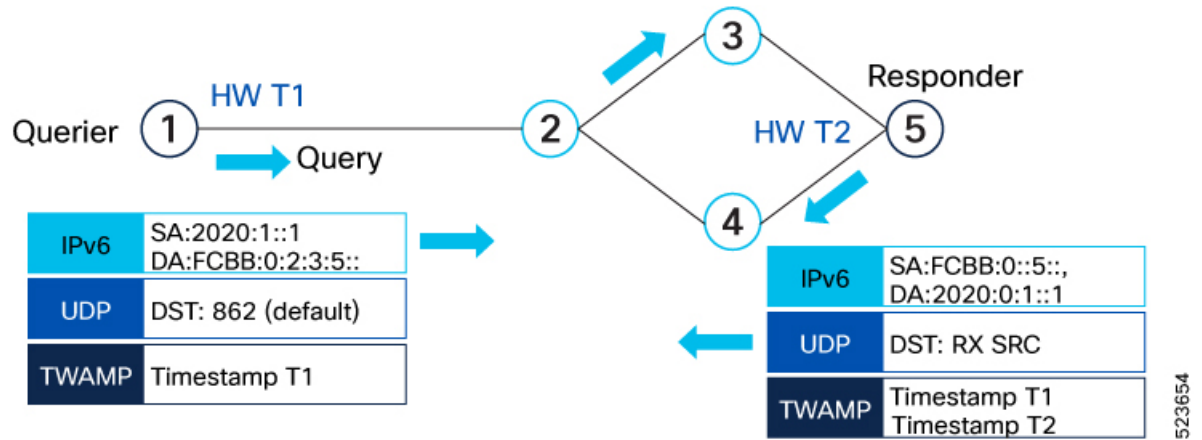 3
Responder
HW T1
Querier
1
2
HW T2
5
Query
4
IPv6
SA:2020:1::1
DA:FCBB:0:2:3:5::
UDP
DST: 862 (default)
TWAMP
Timestamp T1
IPv6
SA:FCBB:0::5::,
DA:2020:0:1::1
UDP
DST: RX SRC
TWAMP
Timestamp T1
Timestamp T2
523654